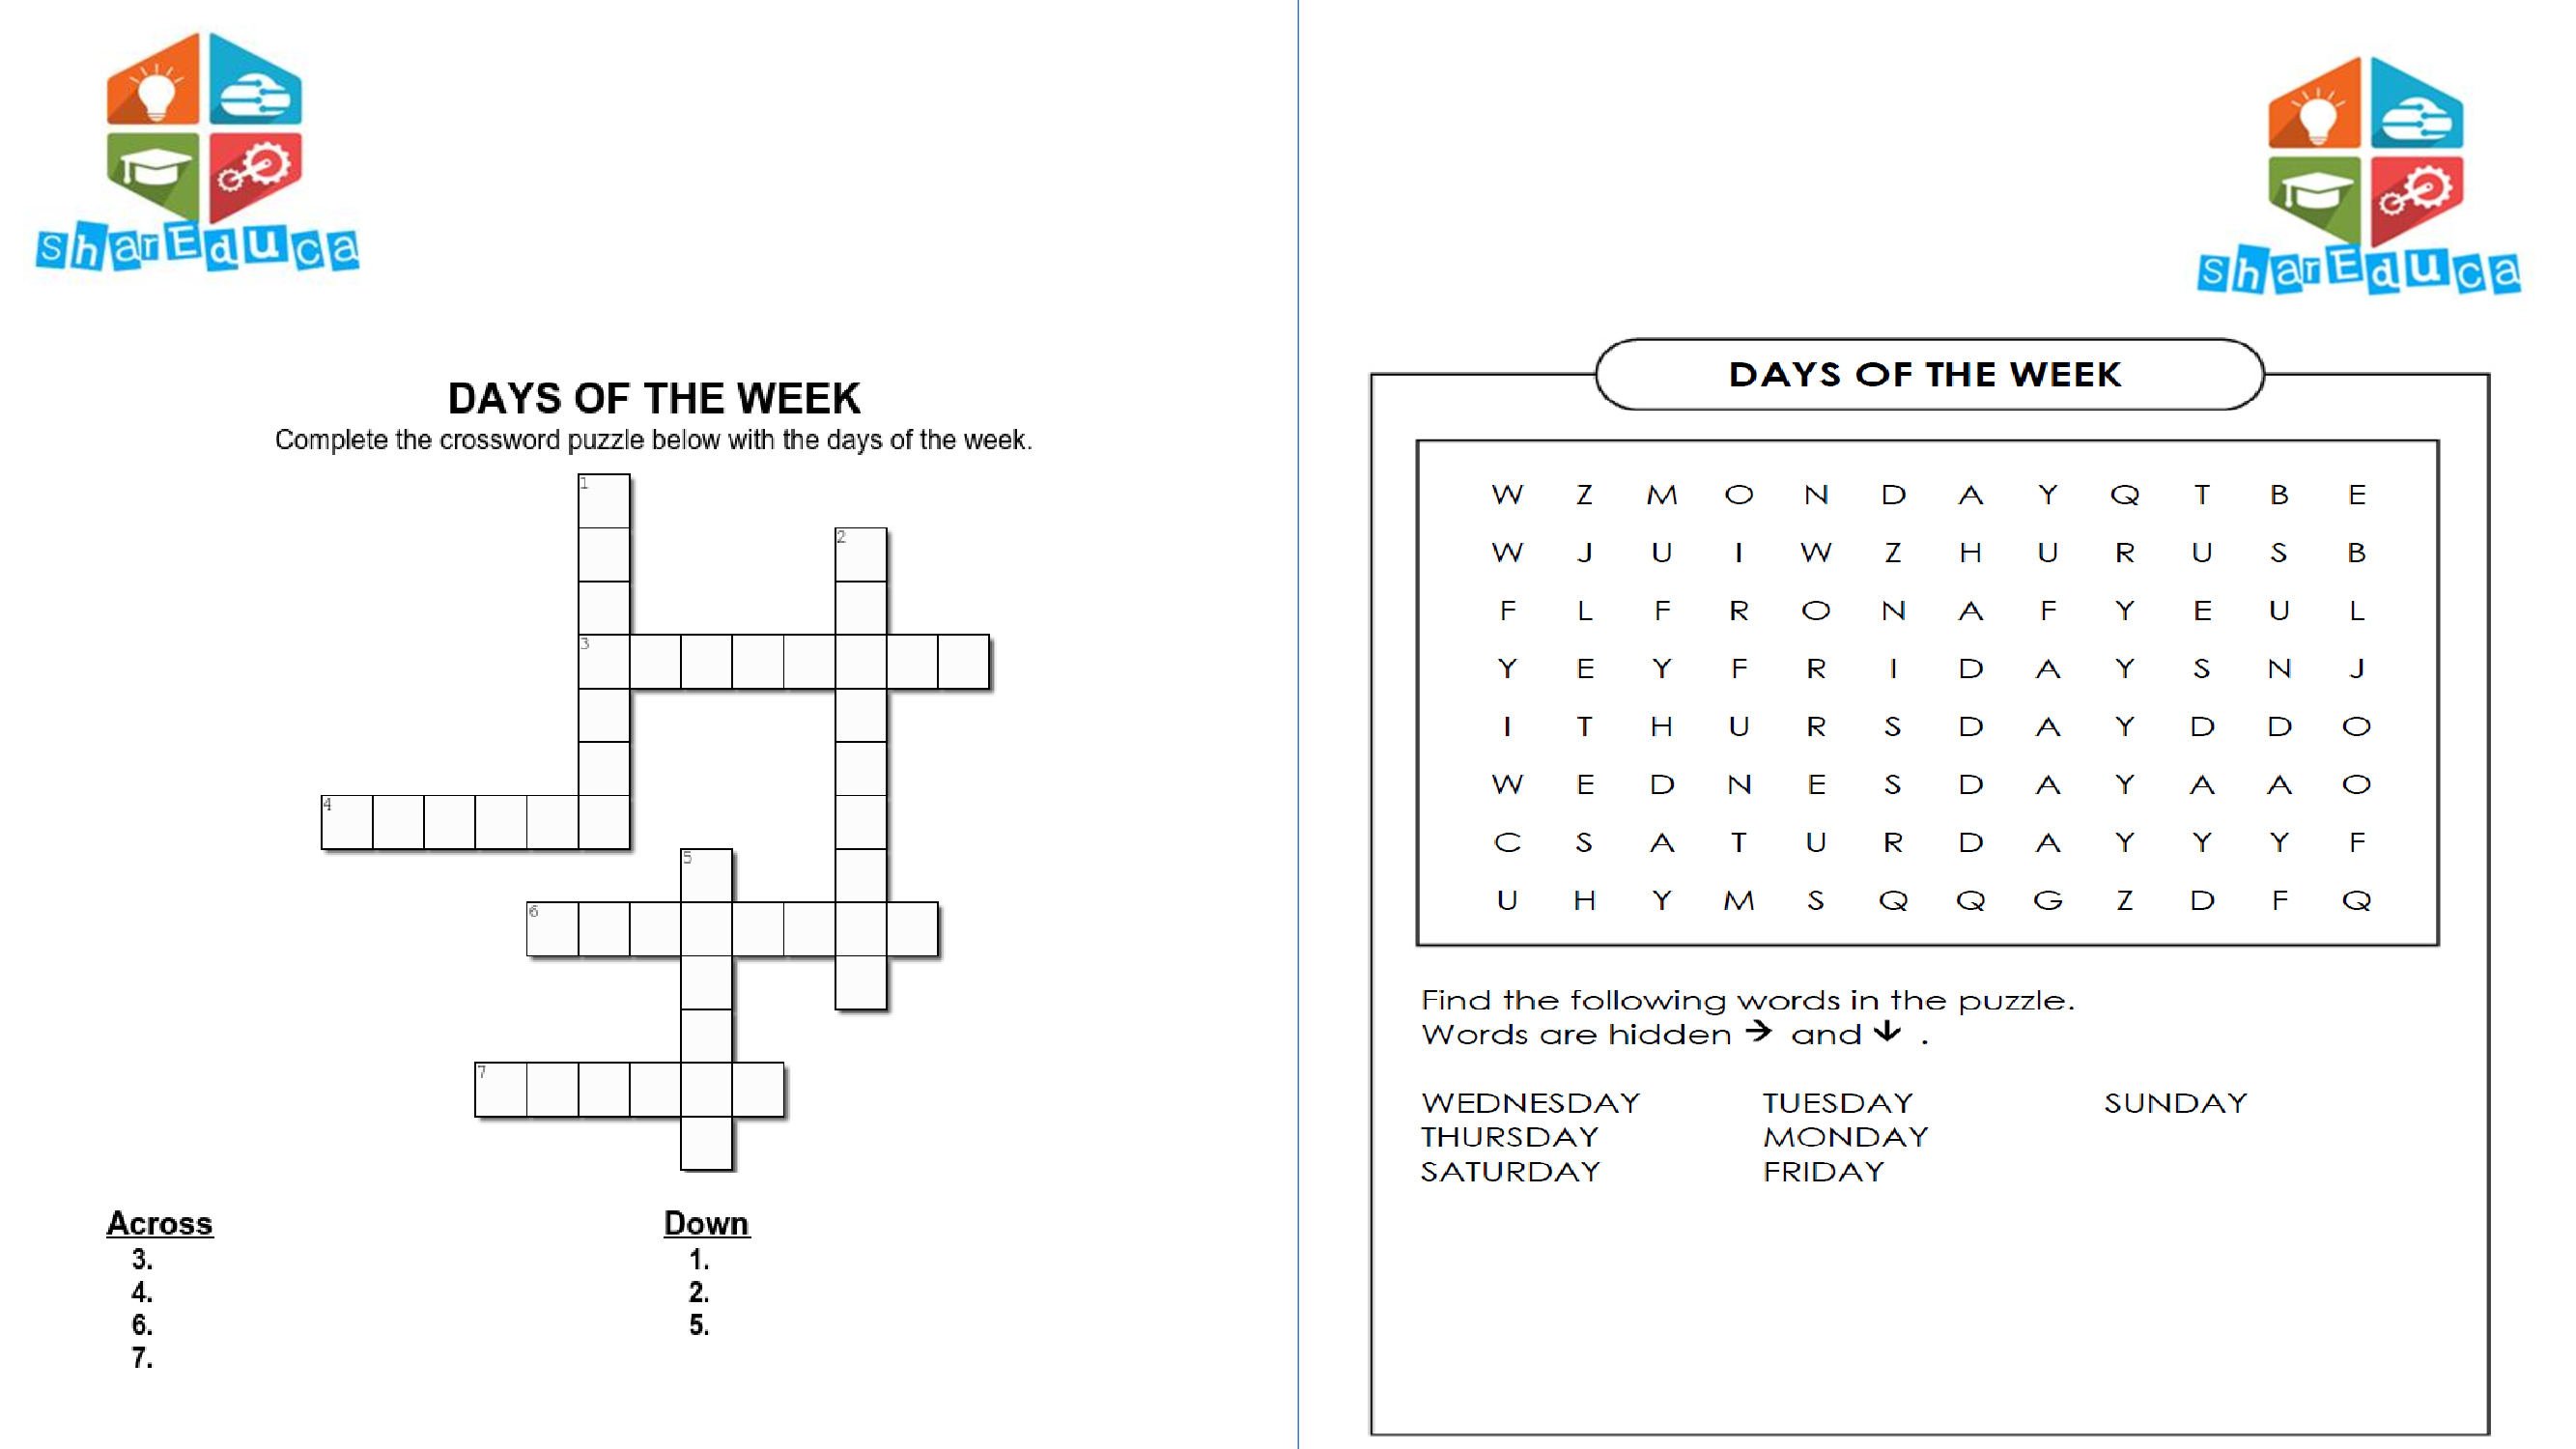 sharEduca
DAYS OF THE WEEK
Complete the crossword puzzle below with the days of the week.
1
2
3
4
5
6
7
Across
3.
4.
6.
7.
Down
1.
2.
5.
sharEduca
DAYS OF THE WEEK
W Z M O N D A Y Q T B E
W J U I W Z H U R U S B
F L F R O N A F Y E U L
Y E Y F R I D A Y S N J
I T H U R S D A Y D D O
W E D N E S D A Y A A O
C S A T U R D A Y Y Y F
U H Y M S Q Q G Z D F Q
Find the following words in the puzzle.
Words are hidden → and ↓ .
WEDNESDAY TUESDAY SUNDAY
THURSDAY MONDAY
SATURDAY FRIDAY